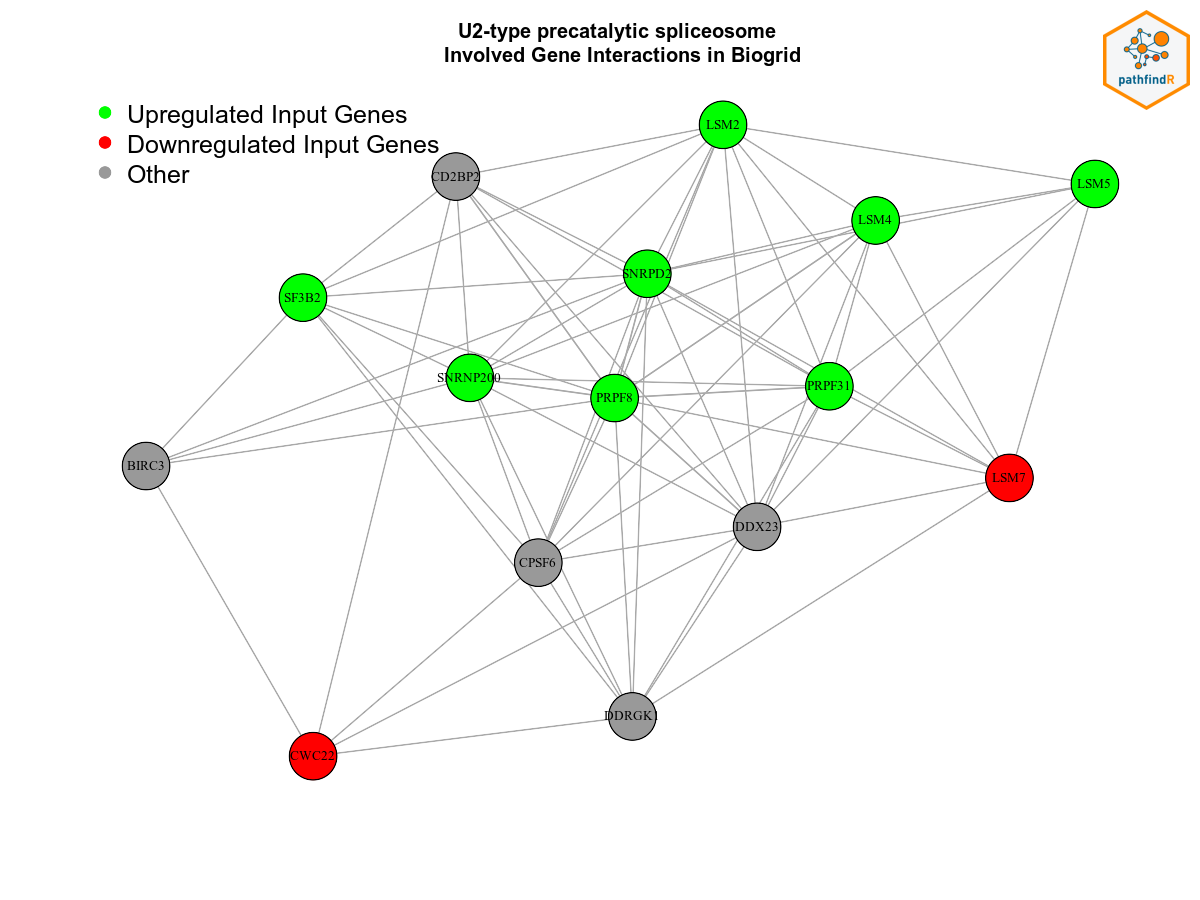 U2-type precatalytic spliceosome
Involved Gene Interactions in Biogrid
pathfindR
Upregulated Input Genes
Downregulated Input Genes
Other
LSM2
CD2BP2
LSM5
LSM4
SNRPD2
SF3B2
SNRNP200
PRPF8
PRPF31
BIRC3
LSM7
DDX23
CPSF6
DDRGK1
CWC22